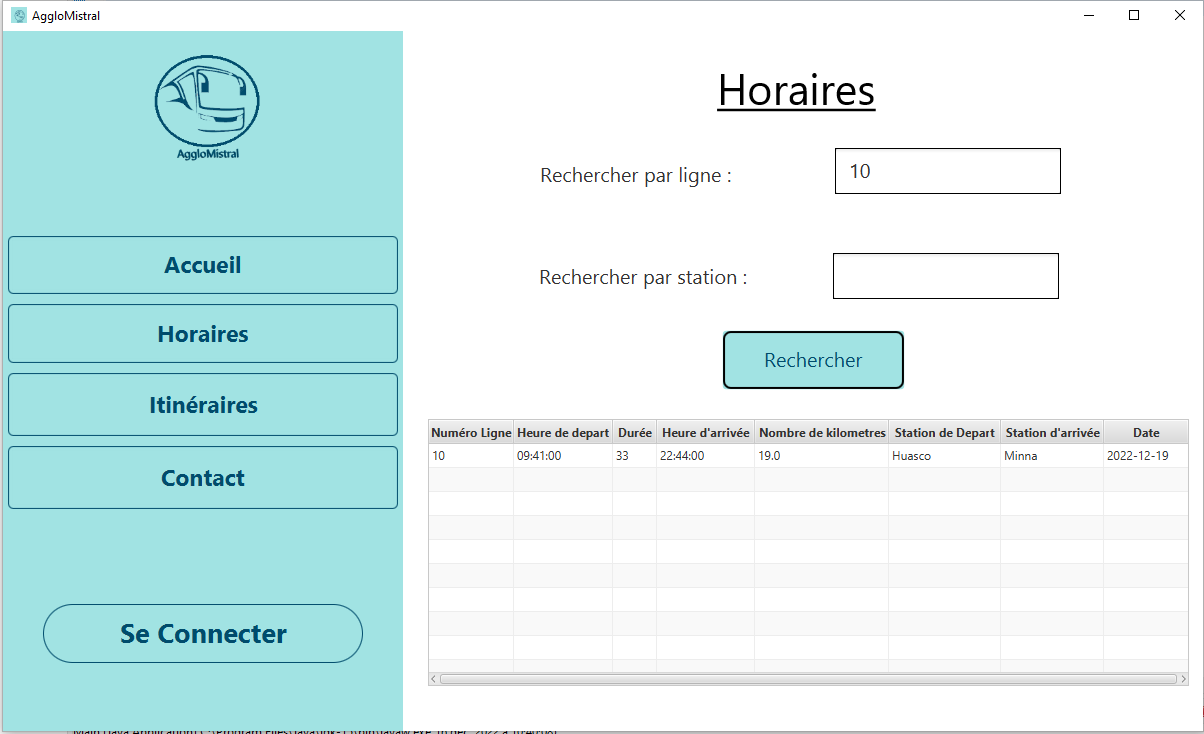 AggloMistral
AggloMistral
Accueil
Horaires
Itinéraires
Contact
Se Connecter
Horaires
Rechercher par ligne :
10
Rechercher par station :
Rechercher
Numéro Ligne Heure de depart Durée Heure d'arrivée Nombre de kilometres Station de Depart Station d'arrivée Date
10 09:41:00 33 22:44:00 19.0 Huasco Minna 2022-12-19